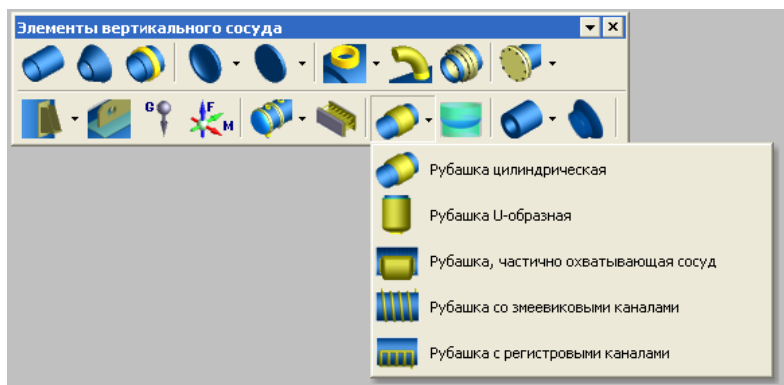 Элементы вертикального сосуда
G
F
M
Рубашка цилиндрическая
Рубашка U-образная
Рубашка, частично охватывающая сосуд
Рубашка со змеевиковыми каналами
Рубашка с регистровыми каналами